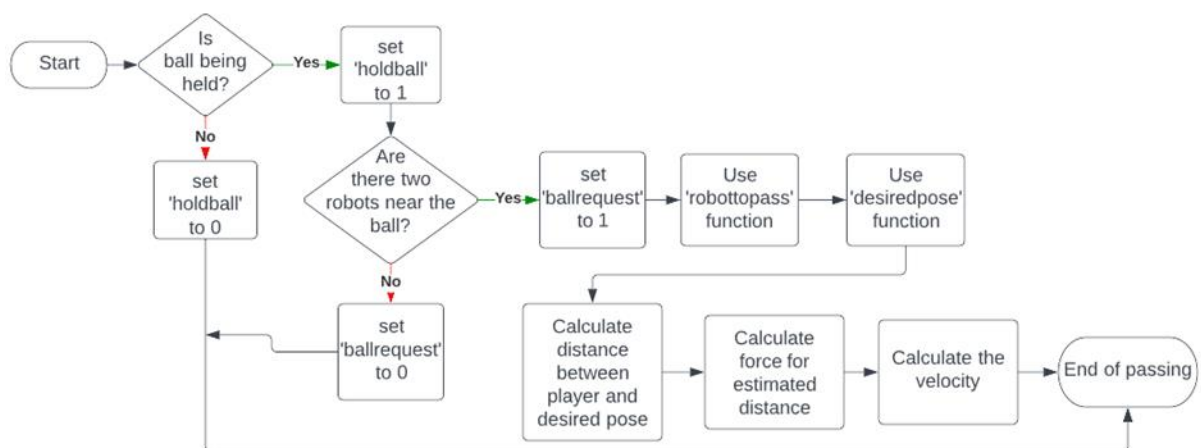 Start
Is
ball being
held?
Yes
set
'holdball'
to 1
No
set
'holdball'
to 0
Are
there two
robots near the
ball?
Yes
set
'ballrequest'
to 1
Use
'robottopass'
function
Use
'desiredpose'
function
No
set
'ballrequest'
to 0
Calculate
distance
between
player and
desired pose
Calculate
force for
estimated
distance
Calculate the
velocity
End of passing